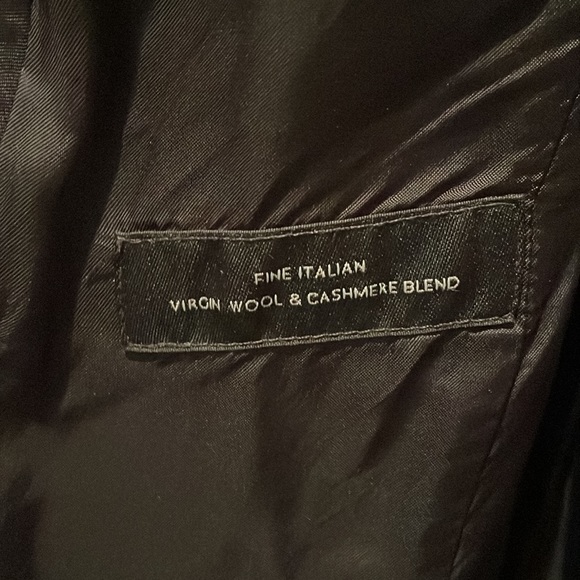 FINE ITALIAN
VIRGIN WOOL & CASHMERE BLEND